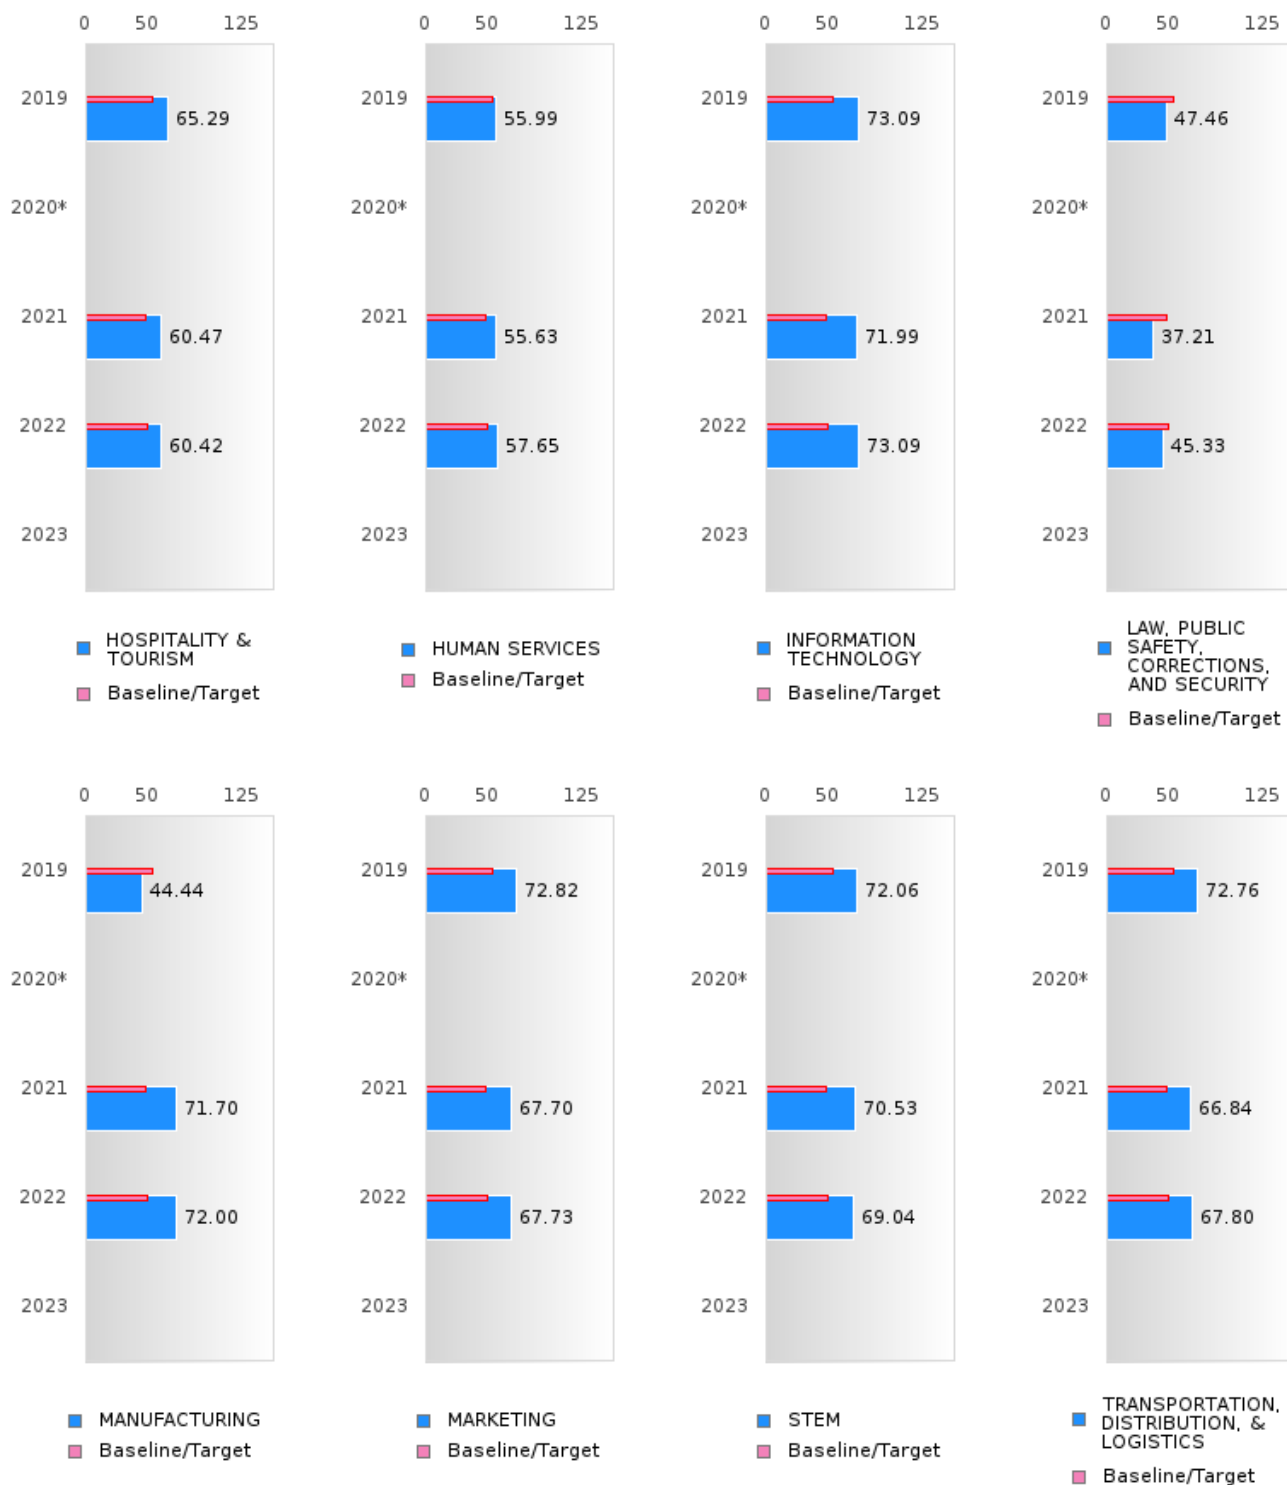 0 50 125
2019 65.29
2020*
2021 60.47
2022 60.42
2023
HOSPITALITY &
TOURISM
Baseline/Target
0 50 125
2019 55.99
2020*
2021 55.63
2022 57.65
2023
HUMAN SERVICES
Baseline/Target
0 50 125
2019 73.09
2020*
2021 71.99
2022 73.09
2023
INFORMATION
TECHNOLOGY
Baseline/Target
0 50 125
2019 47.46
2020*
2021 37.21
2022 45.33
2023
LAW, PUBLIC
SAFETY,
CORRECTIONS,
AND SECURITY
Baseline/Target
0 50 125
2019 44.44
2020*
2021 71.70
2022 72.00
2023
MANUFACTURING
Baseline/Target
0 50 125
2019 72.82
2020*
2021 67.70
2022 67.73
2023
MARKETING
Baseline/Target
0 50 125
2019 72.06
2020*
2021 70.53
2022 69.04
2023
STEM
Baseline/Target
0 50 125
2019 72.76
2020*
2021 66.84
2022 67.80
2023
TRANSPORTATION,
DISTRIBUTION, &
LOGISTICS
Baseline/Target